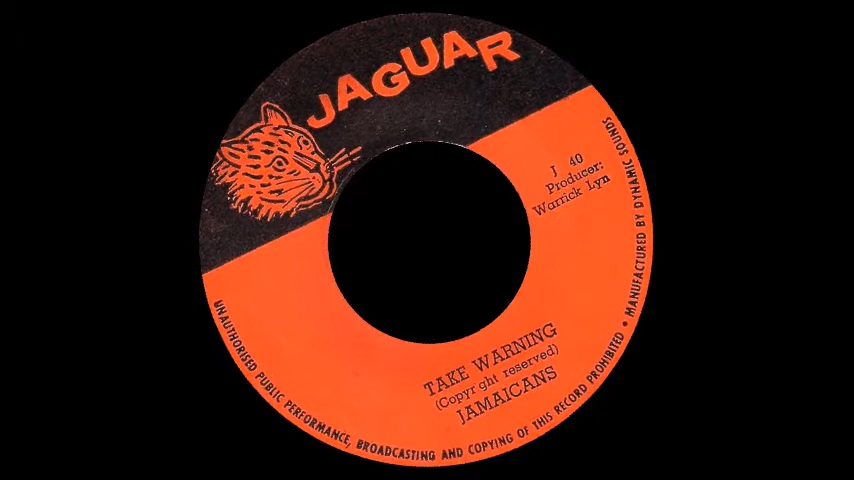 JAGUAR
J 40
Producer:
Warrick Lyn
TAKE WARNING
(Copyr ght reserved)
JAMAICANS
UNAUTHORISED PUBLIC PERFORMANCE, BROADCASTING AND COPYING OF THIS RECORD PROHIBITED • MANUFACTURED BY DYNAMIC SOUNDS